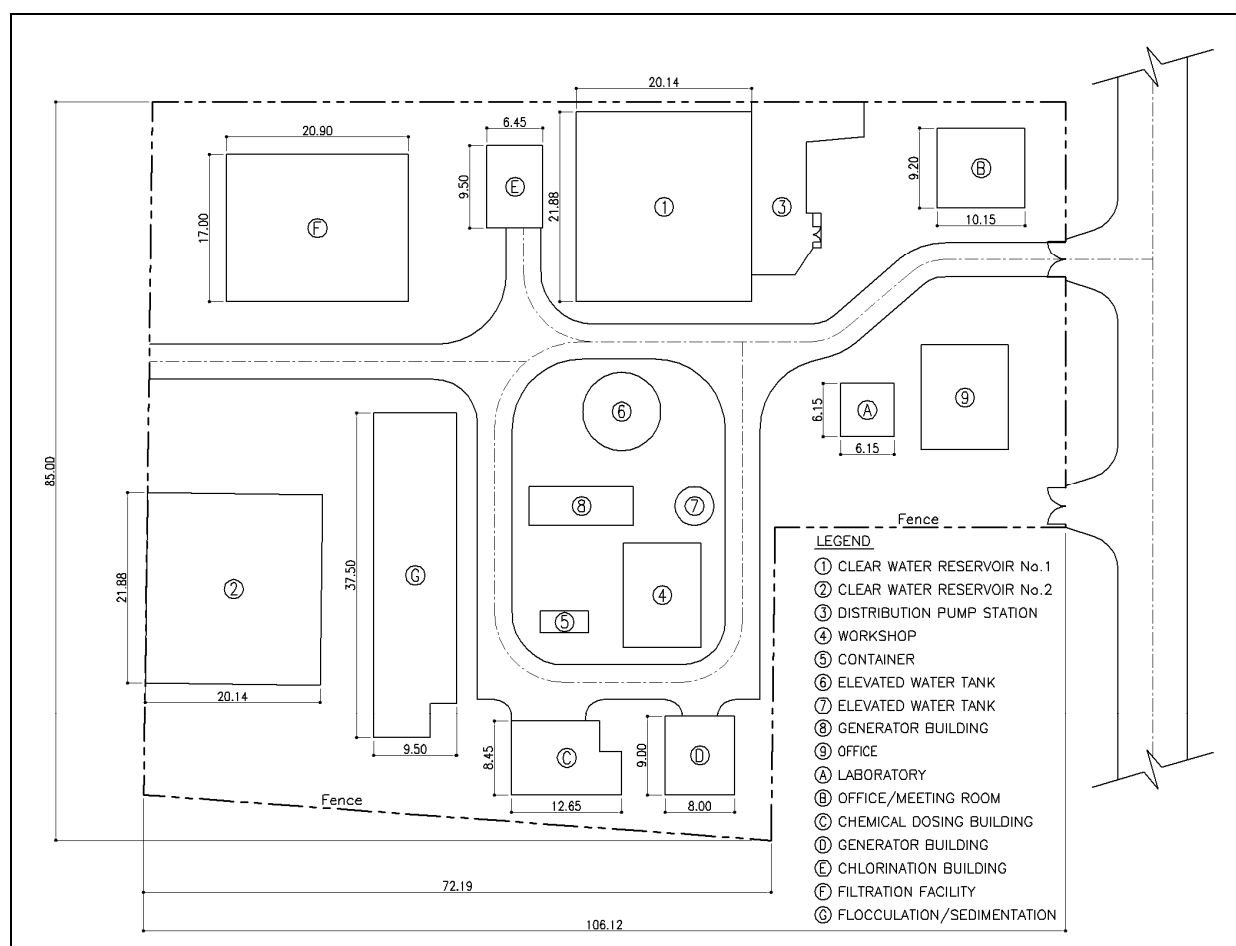 20.14
20.90
6.45
9.20
B
10.15
9.50
E
21.88
1
3
17.00
F
6
6.15
A
6.15
9
85.00
8
7
Fence
21.88
2
37.50
G
5
4
20.14
9.50
8.45
C
12.65
9.00
D
8.00
Fence
72.19
106.12
LEGEND
1 CLEAR WATER RESERVOIR No.1
2 CLEAR WATER RESERVOIR No.2
3 DISTRIBUTION PUMP STATION
4 WORKSHOP
5 CONTAINER
6 ELEVATED WATER TANK
7 ELEVATED WATER TANK
8 GENERATOR BUILDING
9 OFFICE
A LABORATORY
B OFFICE/MEETING ROOM
C CHEMICAL DOSING BUILDING
D GENERATOR BUILDING
E CHLORINATION BUILDING
F FILTRATION FACILITY
G FLOCCULATION/SEDIMENTATION